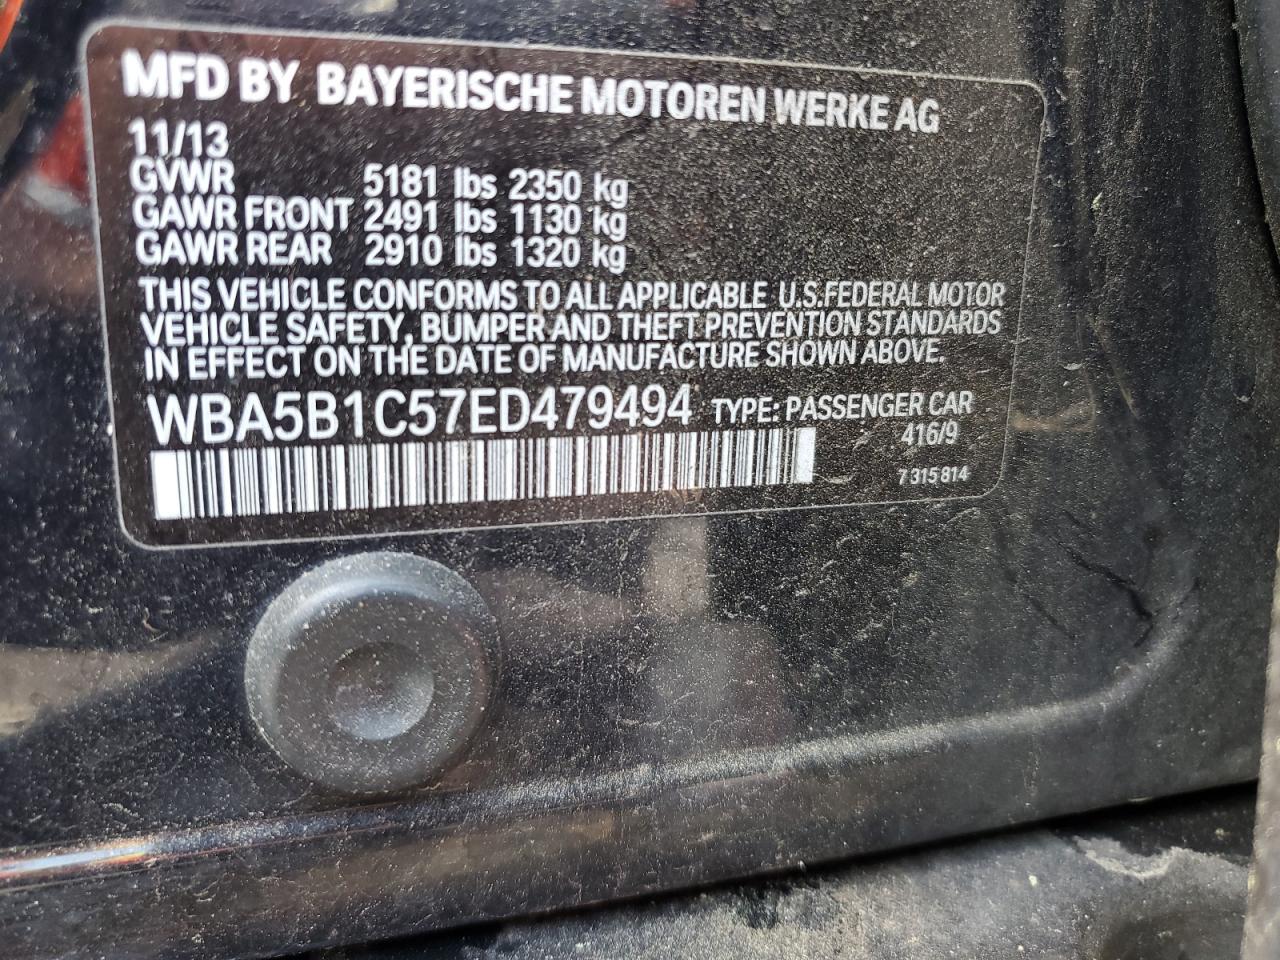 MFD BY BAYERISCHE MOTOREN WERKE AG
11/13
GVWR 5181 lbs 2350 kg
GAWR FRONT 2491 lbs 1130 kg
GAWR REAR 2910 lbs 1320 kg
THIS VEHICLE CONFORMS TO ALL APPLICABLE U.S.FEDERAL MOTOR
VEHICLE SAFETY, BUMPER,AND THEFT PREVENTION STANDARDS
IN EFFECT ON THE DATE OF MANUFACTURE SHOWN ABOVE.
WBA5B1C57ED479494 TYPE: PASSENGER CAR
416/9
7 315 814